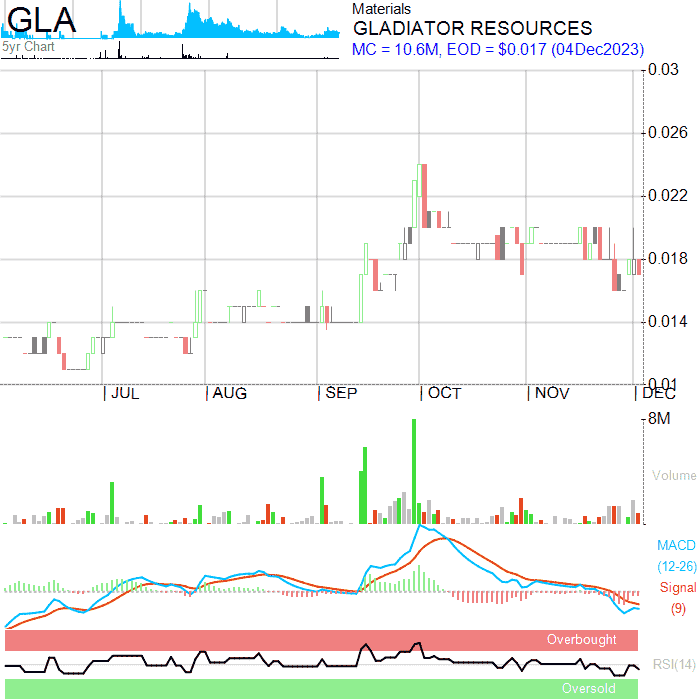 GLA
5yr Chart
Materials
GLADIATOR RESOURCES
MC = 10.6M, EOD = $0.017 (04Dec2023)
0.03
0.026
0.022
0.018
0.014
0.01
JUL AUG SEP OCT NOV DEC
8M
Volume
MACD
(12-26)
Signal
(9)
Overbought
RSI(14)
Oversold